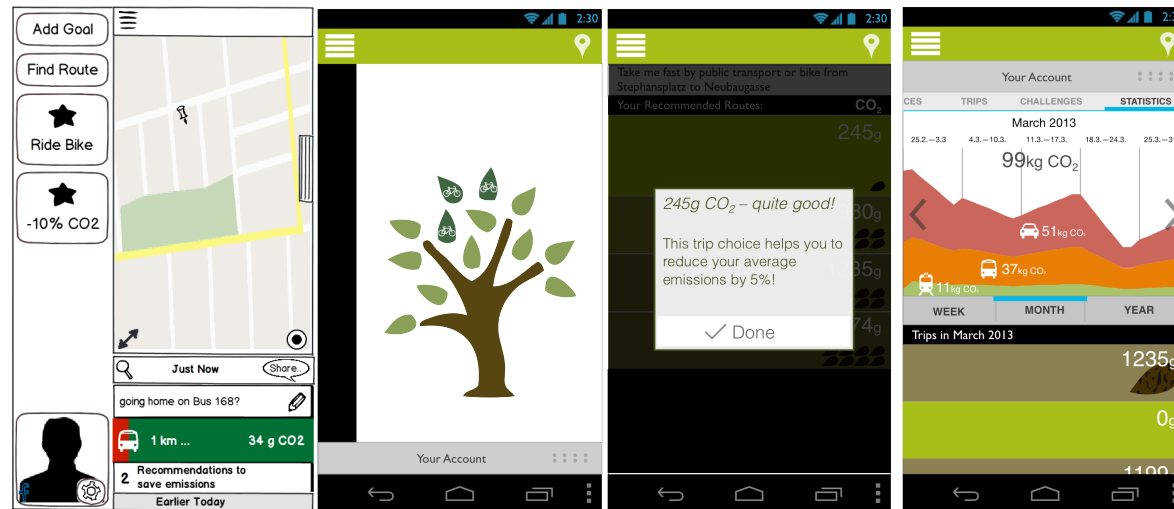 Add Goal
Find Route
Ride Bike
-10% CO2
Just Now
Share..
going home on Bus 168?
1 km ...
34 g CO2
2
Recommendations to
save emissions
Earlier Today
2:30
Your Account
2:30
Take me fast by public transport or bike from
Stephansplatz to Neubaugasse
Your Recommended Routes:
CO₂
245g
245g CO₂ – quite good!
This trip choice helps you to
reduce your average
emissions by 5%!
Done
Your Account
TRIPS
CHALLENGES
STATISTICS
March 2013
25.2.–3.3
4.3.–10.3.
11.3.–17.3.
18.3.–24.3.
99kg CO₂
51kg CO₂
37kg CO₂
11kg CO₂
WEEK
MONTH
YEAR
Trips in March 2013
1235g
0g